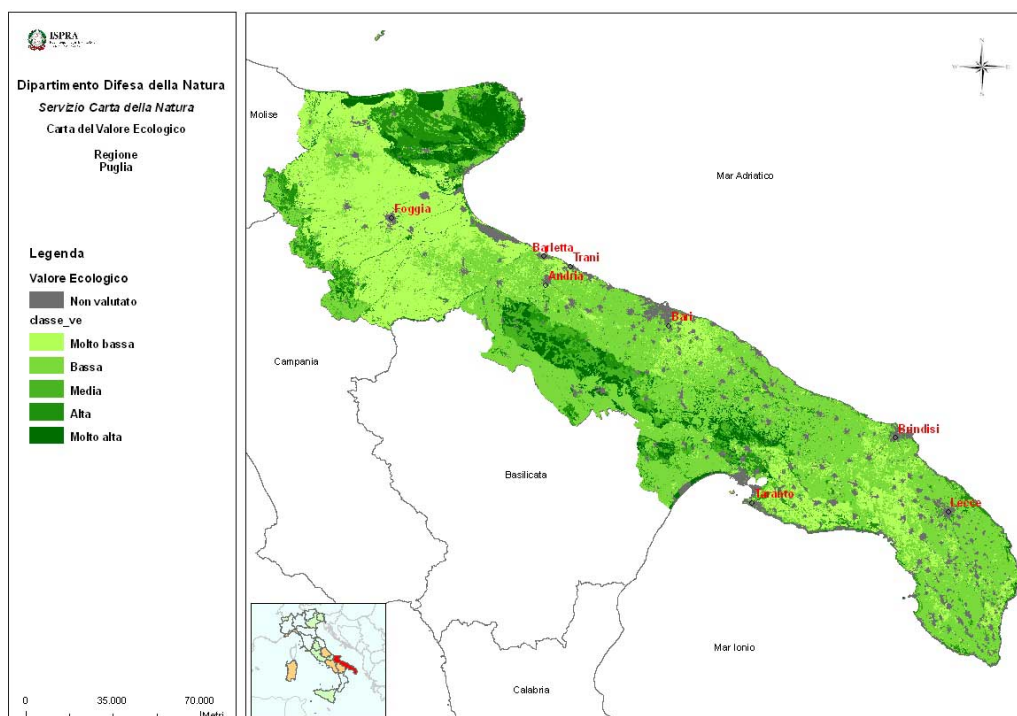 ISPRA
Dipartimento Difesa della Natura
Servizio Carta della Natura
Carta del Valore Ecologico
Regione
Puglia
Legenda
Valore Ecologico
Non valutato
classe_ve
Molto bassa
Bassa
Media
Alta
Molto alta
0 35.000 70.000
Metri
N
S
Molise
Mar Adriatico
Foggia
Barletta
Trani
Andria
Bari
Campania
Brindisi
Basilicata
Taranto
Lecce
Mar Ionio
Calabria